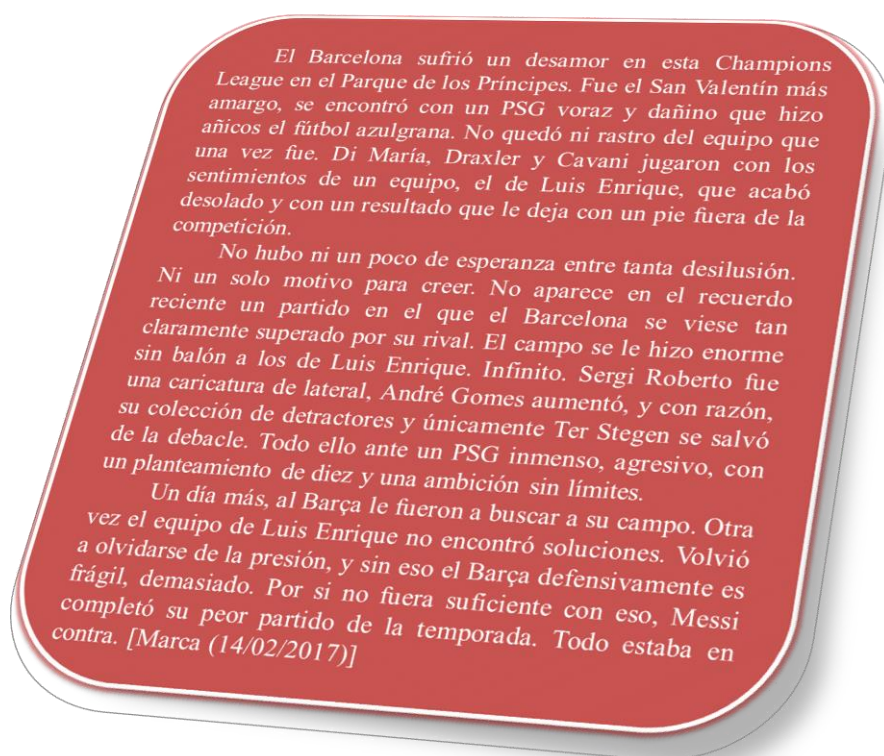 El Barcelona sufrió un desamor en esta Champions
League en el Parque de los Príncipes. Fue el San Valentín más
amargo, se encontró con un PSG voraz y dañino que hizo
añicos el fútbol azulgrana. No quedó ni rastro del equipo que
una vez fue. Di María, Draxler y Cavani jugaron con los
sentimientos de un equipo, el de Luis Enrique, que acabó
desolado y con un resultado que le deja con un pie fuera de la
competición.
No hubo ni un poco de esperanza entre tanta desilusión.
Ni un solo motivo para creer. No aparece en el recuerdo
reciente un partido en el que el Barcelona se viese tan
claramente superado por su rival. El campo se le hizo enorme
sin balón a los de Luis Enrique. Infinito. Sergi Roberto fue
una caricatura de lateral, André Gomes aumentó, y con razón,
su colección de detractores y únicamente Ter Stegen se salvó
de la debacle. Todo ello ante un PSG inmenso, agresivo, con
un planteamiento de diez y una ambición sin límites.
Un día más, al Barça le fueron a buscar a su campo. Otra
vez el equipo de Luis Enrique no encontró soluciones. Volvió
a olvidarse de la presión, y sin eso el Barça defensivamente es
frágil, demasiado. Por si no fuera suficiente con eso, Messi
completó su peor partido de la temporada. Todo estaba en
contra. [Marca (14/02/2017)]